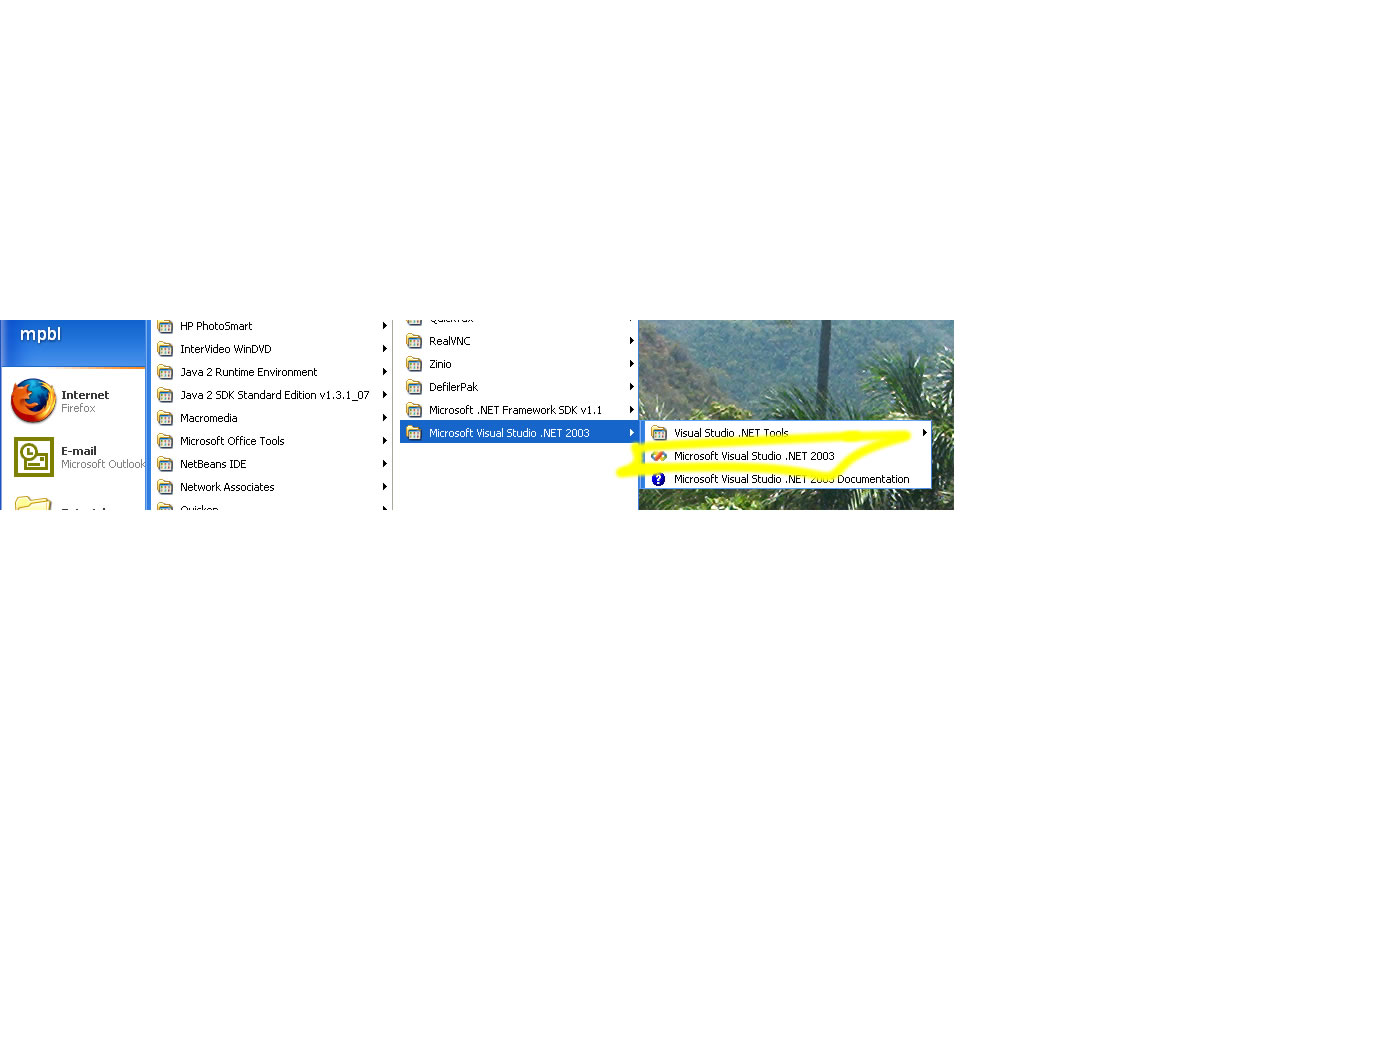 mpbl
Internet
Firefox
E-mail
Microsoft Outlook
HP PhotoSmart
InterVideo WinDVD
Java 2 Runtime Environment
Java 2 SDK Standard Edition v1.3.1_07
Macromedia
Microsoft Office Tools
NetBeans IDE
Network Associates
Quicken
RealVNC
Zinio
DefilerPak
Microsoft .NET Framework SDK v1.1
Microsoft Visual Studio .NET 2003
Visual Studio .NET Tools
Microsoft Visual Studio .NET 2003
Microsoft Visual Studio .NET 2003 Documentation